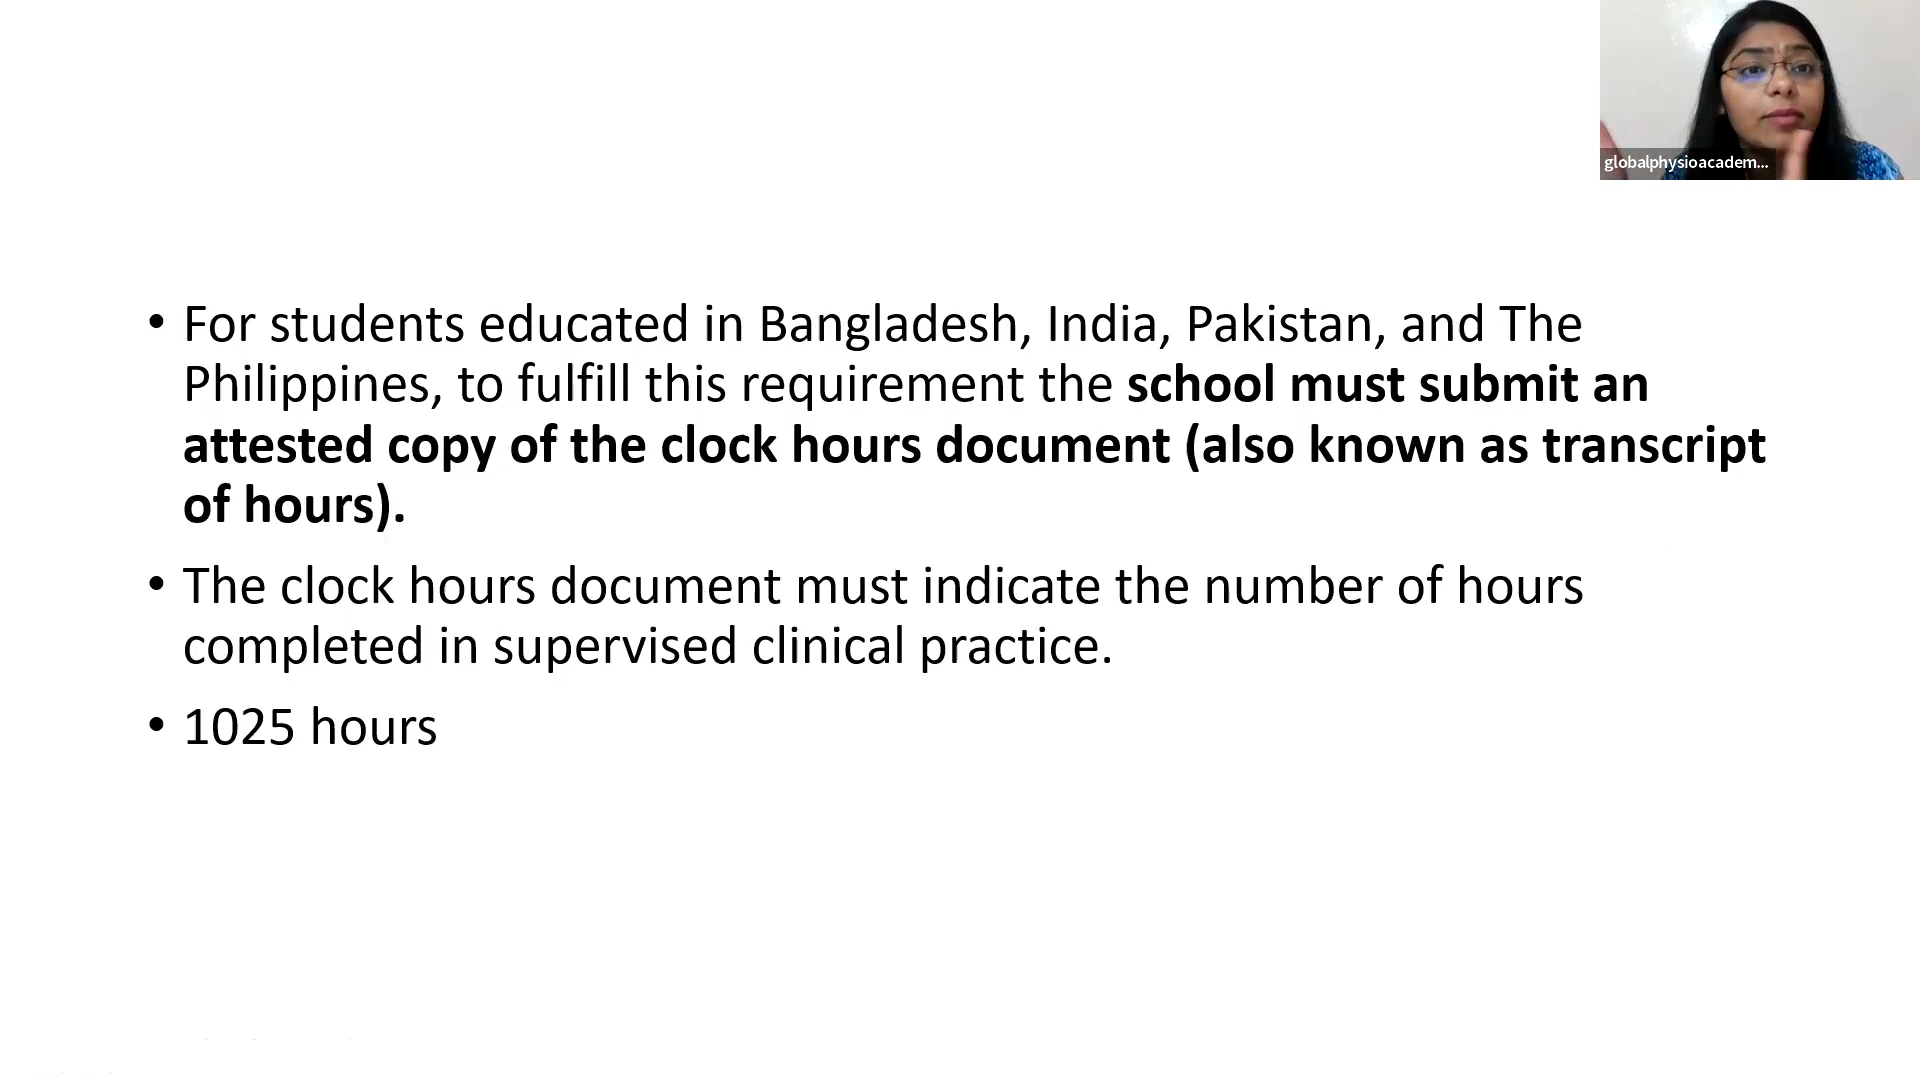 globalphysioacadem...
• For students educated in Bangladesh, India, Pakistan, and The
Philippines, to fulfill this requirement the school must submit an
attested copy of the clock hours document (also known as transcript
of hours).
• The clock hours document must indicate the number of hours
completed in supervised clinical practice.
• 1025 hours